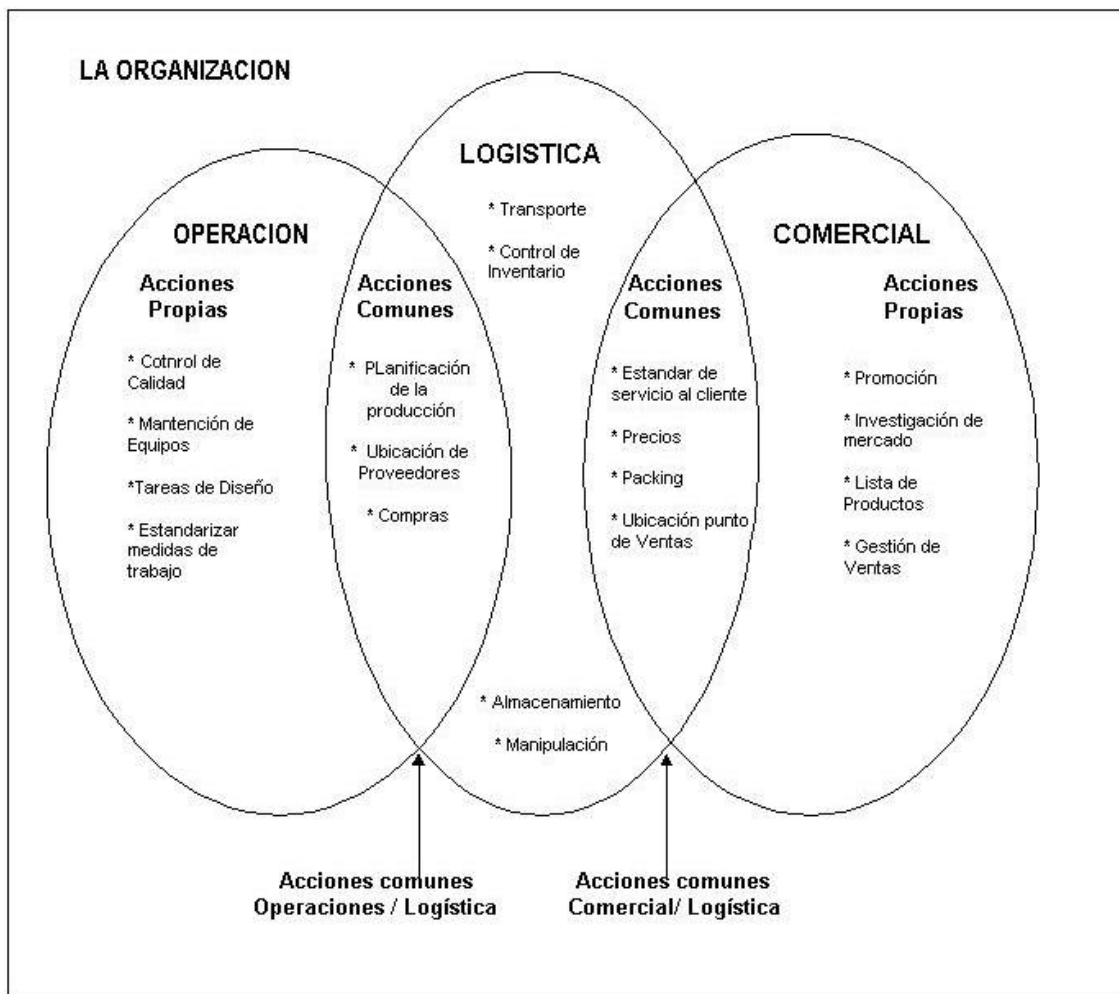 LA ORGANIZACION
LOGISTICA
* Transporte
* Control de
Inventario
OPERACION
Acciones
Propias
* Cotnrol de
Calidad
* Mantención de
Equipos
*Tareas de Diseño
* Estandarizar
medidas de
trabajo
Acciones
Comunes
* PLanificación
de la
producción
* Ubicación de
Proveedores
* Compras
Acciones
Comunes
* Estandar de
servicio al cliente
* Precios
* Packing
* Ubicación punto
de Ventas
COMERCIAL
Acciones
Propias
* Promoción
* Investigación de
mercado
* Lista de
Productos
* Gestión de
Ventas
* Almacenamiento
* Manipulación
Acciones comunes
Operaciones / Logística
Acciones comunes
Comercial/ Logística